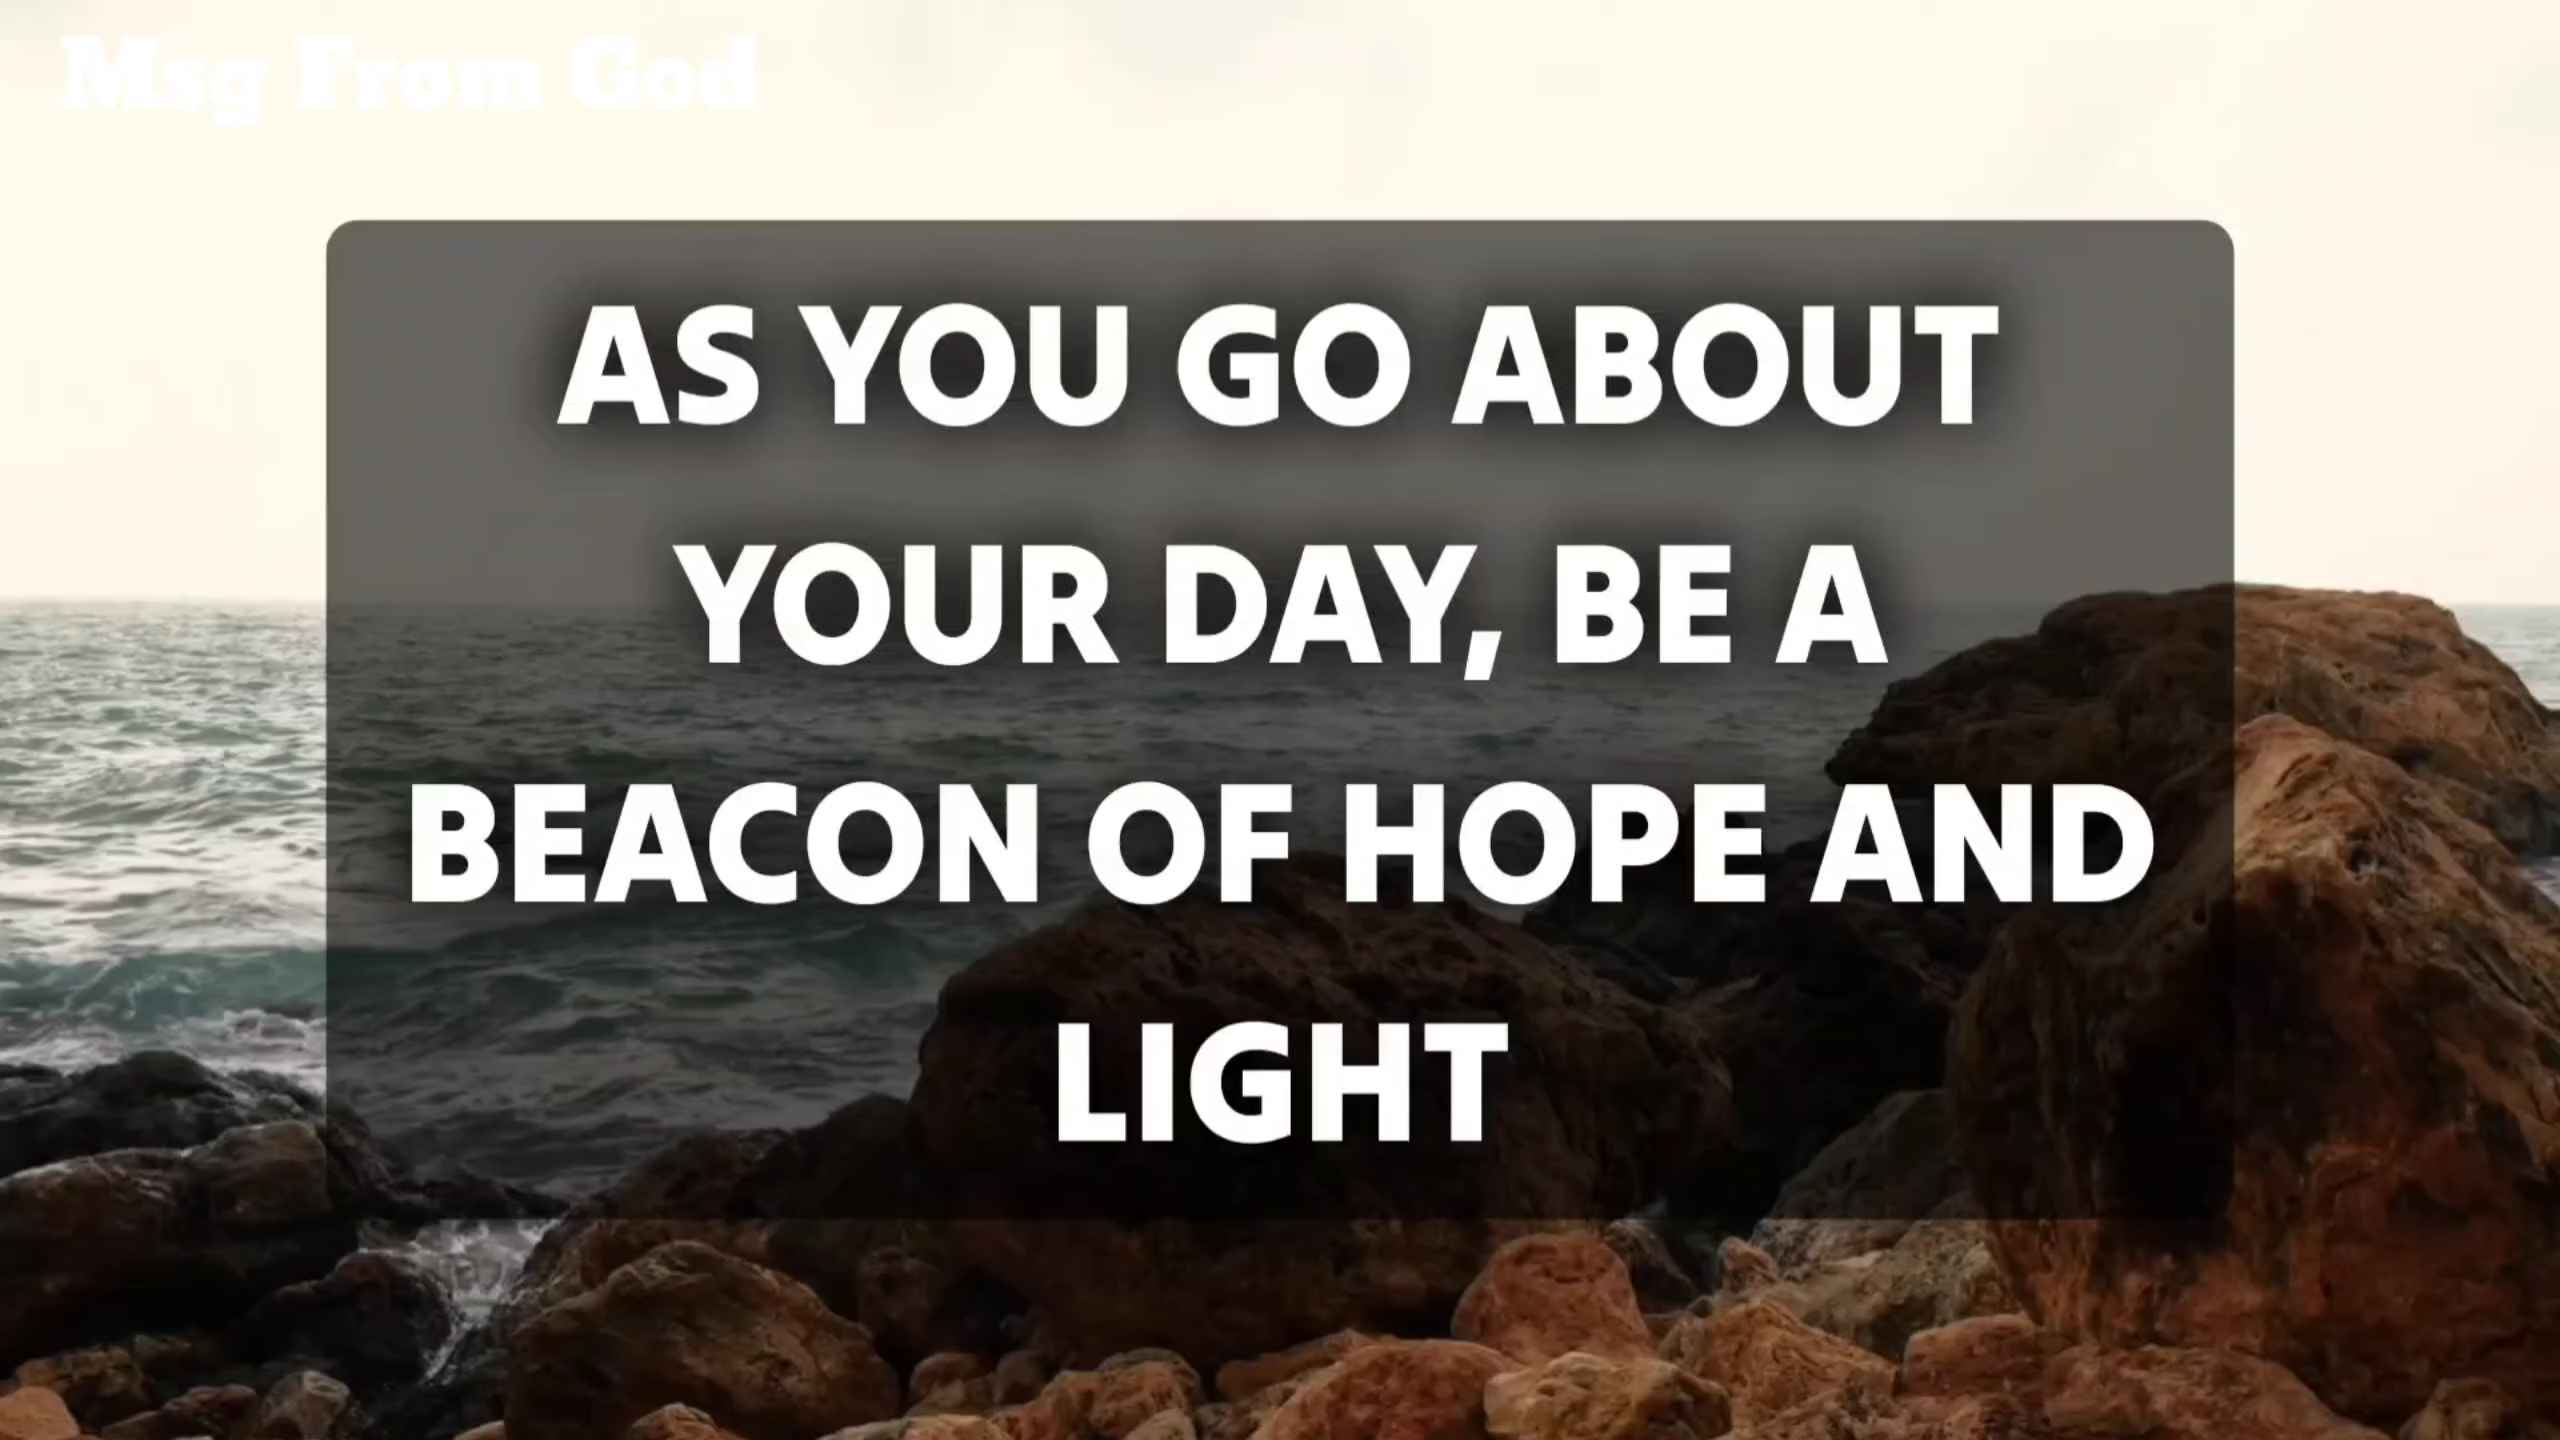 Msg From God
AS YOU GO ABOUT
YOUR DAY, BE A
BEACON OF HOPE AND
LIGHT